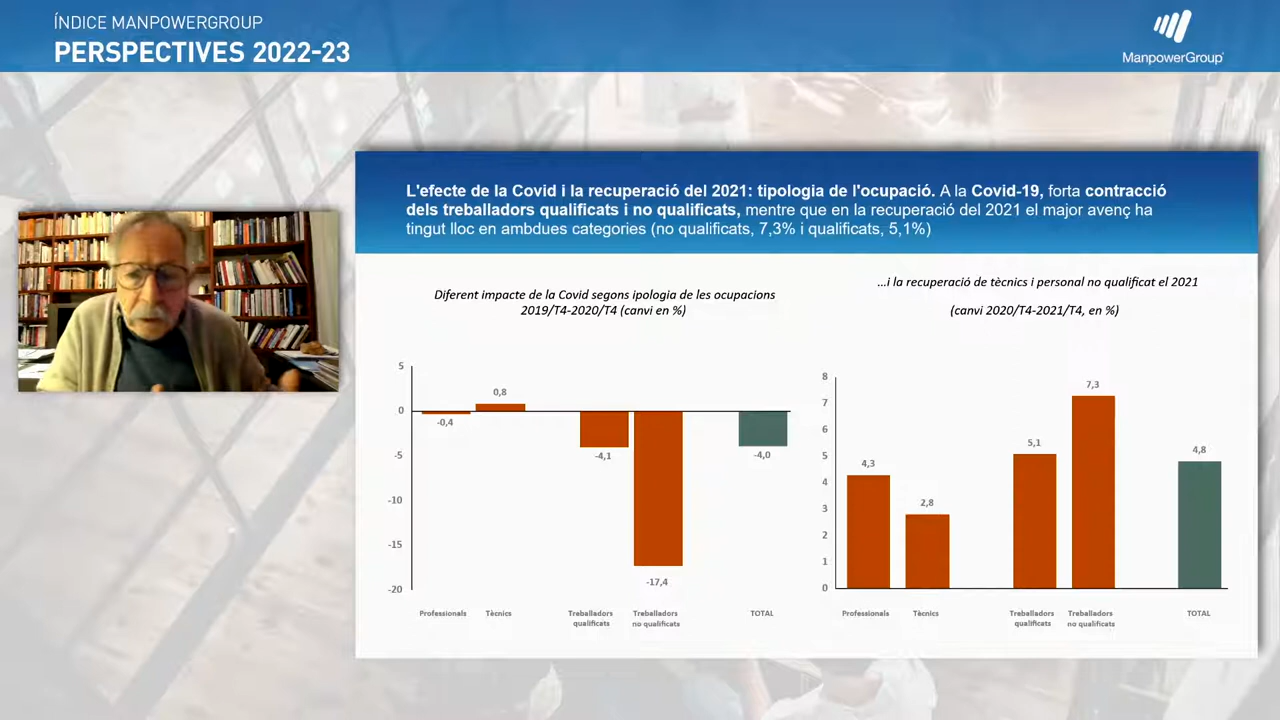 ÍNDICE MANPOWERGROUP
PERSPECTIVES 2022-23
ManpowerGroup
L'efecte de la Covid i la recuperació del 2021: tipologia de l'ocupació. A la Covid-19, forta contracció
dels treballadors qualificats i no qualificats, mentre que en la recuperació del 2021 el major avenç ha
tingut lloc en ambdues categories (no qualificats, 7,3% i qualificats, 5,1%)
Diferent impacte de la Covid segons ipologia de les ocupacions
2019/T4-2020/T4 (canvi en %)
5
0
-5
-10
-15
-20
-0,4
0,8
-4,1
-17,4
-4,0
Professionals
Tècnics
Treballadors
qualificats
Treballadors
no qualificats
TOTAL
...i la recuperació de tècnics i personal no qualificat el 2021
(canvi 2020/T4-2021/T4, en %)
8
7
6
5
4
3
2
1
0
4,3
2,8
5,1
7,3
4,8
Professionals
Tècnics
Treballadors
qualificats
Treballadors
no qualificats
TOTAL